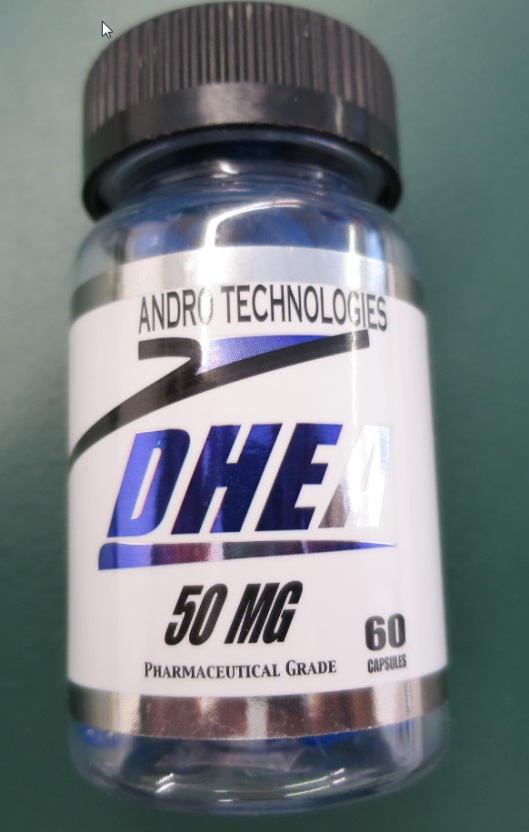 ANDRO TECHNOLOGIES
DHEA
50 MG
PHARMACEUTICAL GRADE
60
CAPSULES